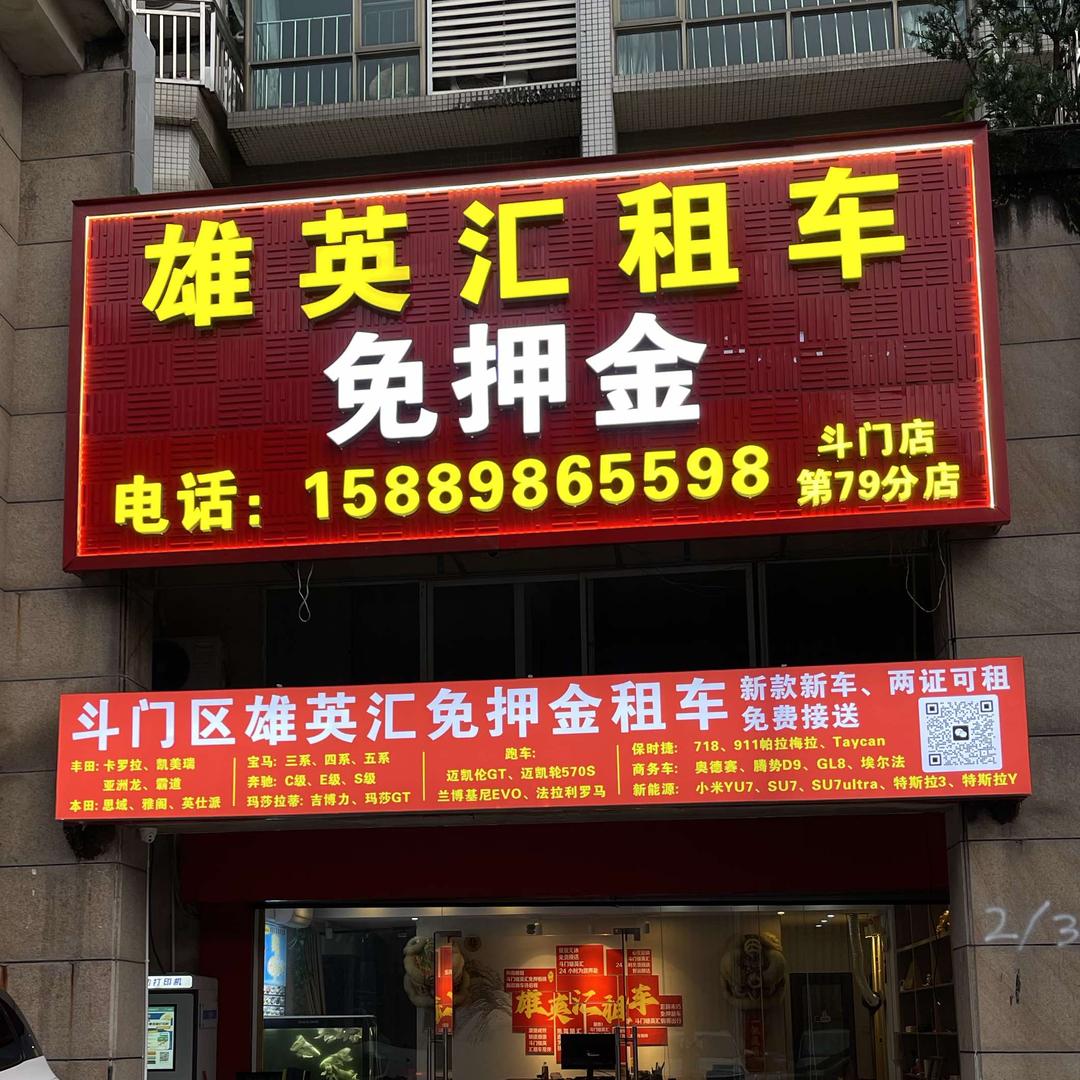 雄英汇租车
免押金
电话：15889865598
斗门店
第79分店
斗门区雄英汇免押金租车
新款新车、两证可租
免费接送
丰田：卡罗拉、凯美瑞
亚洲龙、霸道
本田：思域、雅阁、英仕派
宝马：三系、四系、五系
奔驰：C级、E级、S级
玛莎拉蒂：吉博力、玛莎GT
跑车：
迈凯伦GT、迈凯轮570S
兰博基尼EVO、法拉利罗马
保时捷：718、911帕拉梅拉、Taycan
商务车：奥德赛、腾势D9、GL8、埃尔法
新能源：小米YU7、SU7、SU7ultra、特斯拉3、特斯拉Y
打印机
雄英汇租车
2/3